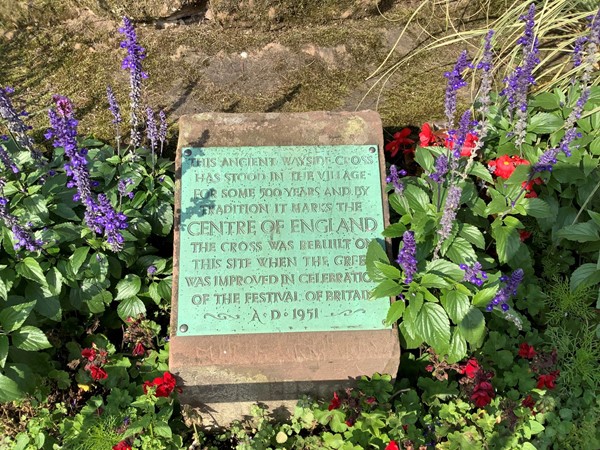 THIS ANCIENT WAYSIDE CROSS
HAS STOOD IN THE VILLAGE
FOR SOME 500 YEARS AND BY
TRADITION IT MARKS THE
CENTRE OF ENGLAND
THE CROSS WAS REBUILT ON
THIS SITE WHEN THE GREEN
WAS IMPROVED IN CELEBRATION
OF THE FESTIVAL OF BRITAIN
A·D·1951